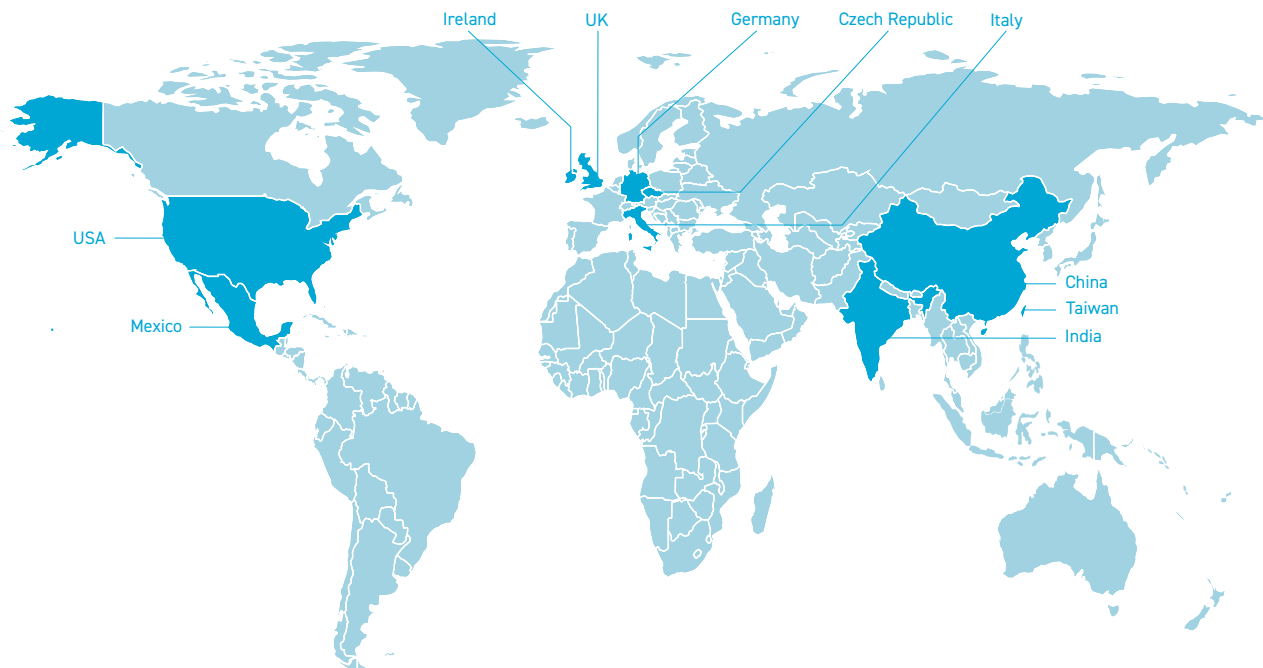 Ireland
UK
Germany
Czech Republic
Italy
USA
Mexico
China
Taiwan
India